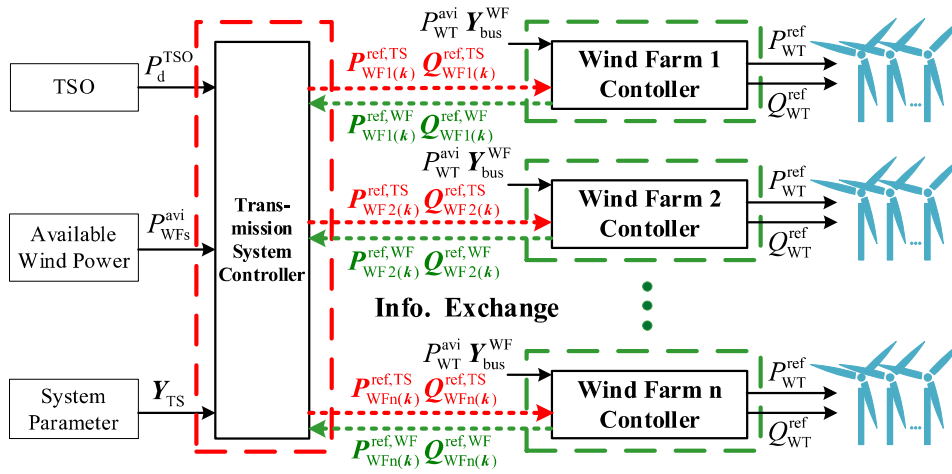 TSO
P_d^TSO
Available
Wind Power
P_WFs^avi
System
Parameter
Y_TS
Trans-
mission
System
Controller
P_WT^avi Y_bus^WF
P_WF1(k)^ref,TS Q_WF1(k)^ref,TS
P_WF1(k)^ref,WF Q_WF1(k)^ref,WF
Wind Farm 1
Contoller
P_WT^ref
Q_WT^ref
...
P_WT^avi Y_bus^WF
P_WF2(k)^ref,TS Q_WF2(k)^ref,TS
P_WF2(k)^ref,WF Q_WF2(k)^ref,WF
Wind Farm 2
Contoller
P_WT^ref
Q_WT^ref
...
Info. Exchange
P_WT^avi Y_bus^WF
P_WFn(k)^ref,TS Q_WFn(k)^ref,TS
P_WFn(k)^ref,WF Q_WFn(k)^ref,WF
Wind Farm n
Contoller
P_WT^ref
Q_WT^ref
...